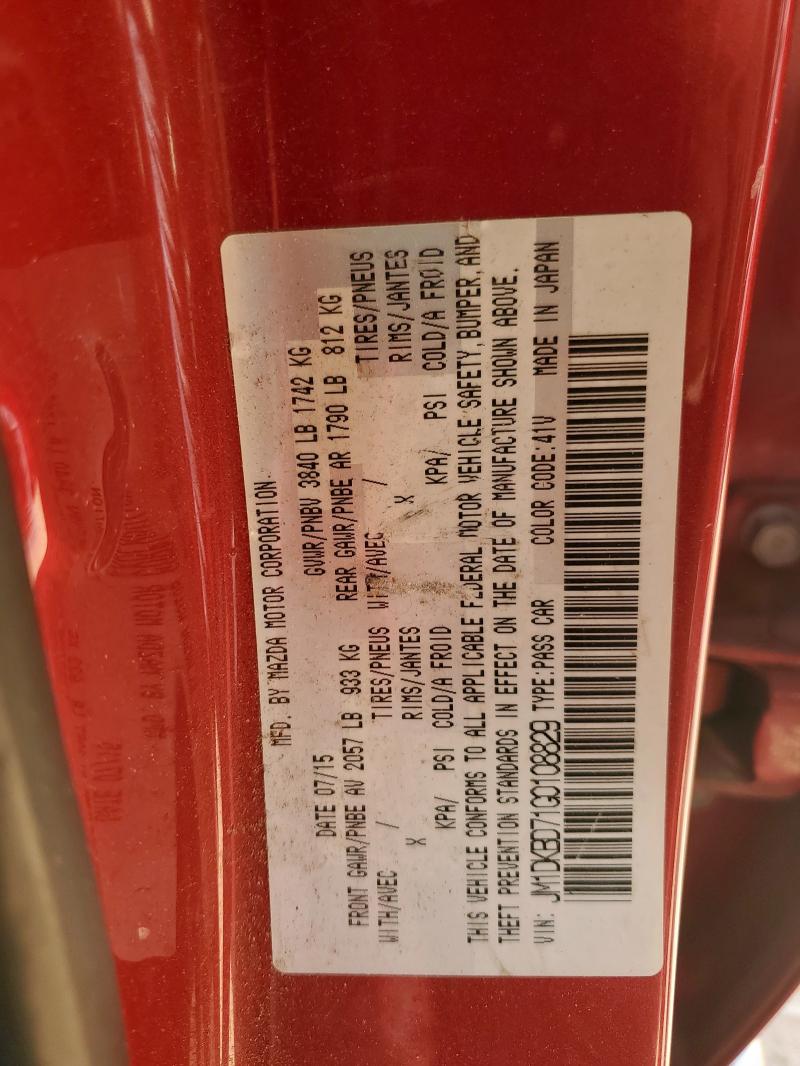 MFD. BY MAZDA MOTOR CORPORATION
DATE 07/15 GVWR/PNBV 3840 LB 1742 KG
FRONT GAWR/PNBE AV 2057 LB 933 KG REAR GAWR/PNBE AR 1790 LB 812 KG
WITH/AVEC / TIRES/PNEUS WITH/AVEC / TIRES/PNEUS
X RIMS/JANTES X RIMS/JANTES
KPA/ PSI COLD/A FROID KPA/ PSI COLD/A FROID
THIS VEHICLE CONFORMS TO ALL APPLICABLE FEDERAL MOTOR VEHICLE SAFETY, BUMPER, AND
THEFT PREVENTION STANDARDS IN EFFECT ON THE DATE OF MANUFACTURE SHOWN ABOVE.
VIN: JM1DKBD71G0108829 TYPE:PASS CAR COLOR CODE:41V MADE IN JAPAN